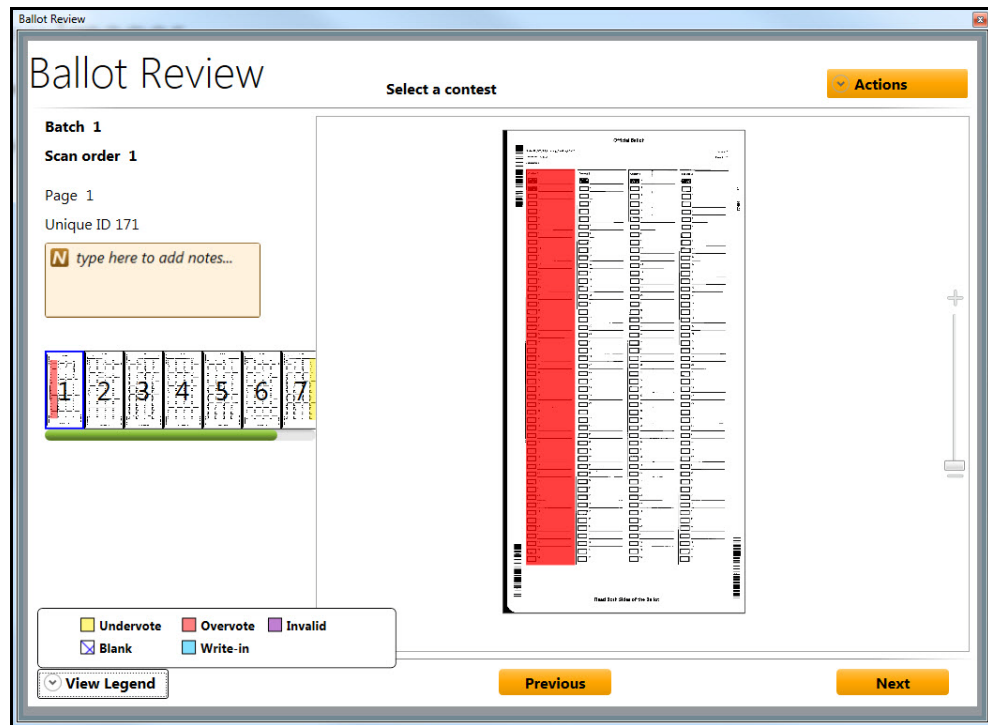 Ballot Review
Ballot Review
Select a contest
Actions
Batch 1
Scan order 1
Page 1
Unique ID 171
N type here to add notes...
1 2 3 4 5 6 7
Official Ballot
Read Both Sides of the Ballot
Undervote Overvote Invalid
Blank Write-in
View Legend
Previous
Next